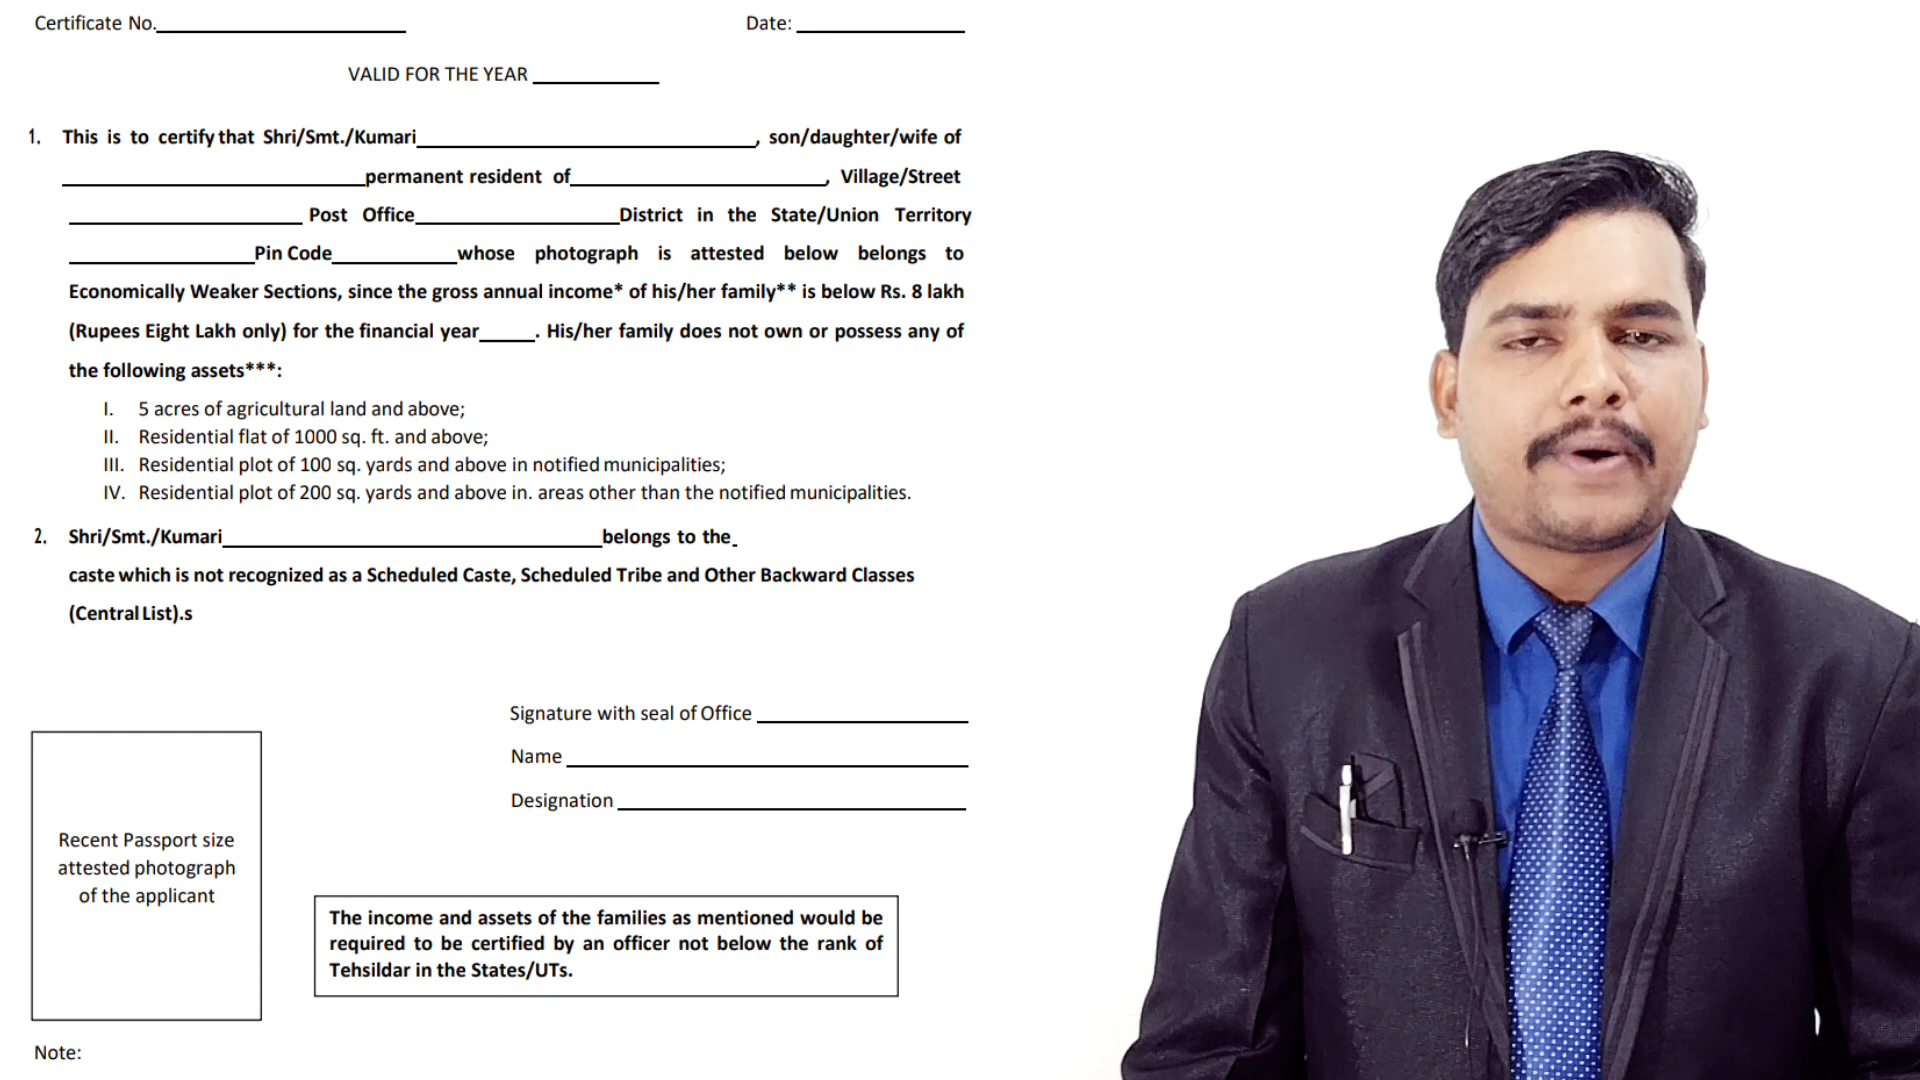 Certificate No. Date:
VALID FOR THE YEAR
1. This is to certify that Shri/Smt./Kumari , son/daughter/wife of
permanent resident of , Village/Street
Post Office District in the State/Union Territory
Pin Code whose photograph is attested below belongs to
Economically Weaker Sections, since the gross annual income* of his/her family** is below Rs. 8 lakh
(Rupees Eight Lakh only) for the financial year . His/her family does not own or possess any of
the following assets***:
I. 5 acres of agricultural land and above;
II. Residential flat of 1000 sq. ft. and above;
III. Residential plot of 100 sq. yards and above in notified municipalities;
IV. Residential plot of 200 sq. yards and above in. areas other than the notified municipalities.
2. Shri/Smt./Kumari belongs to the
caste which is not recognized as a Scheduled Caste, Scheduled Tribe and Other Backward Classes
(Central List).s
Signature with seal of Office
Name
Designation
Recent Passport size
attested photograph
of the applicant
The income and assets of the families as mentioned would be
required to be certified by an officer not below the rank of
Tehsildar in the States/UTs.
Note: